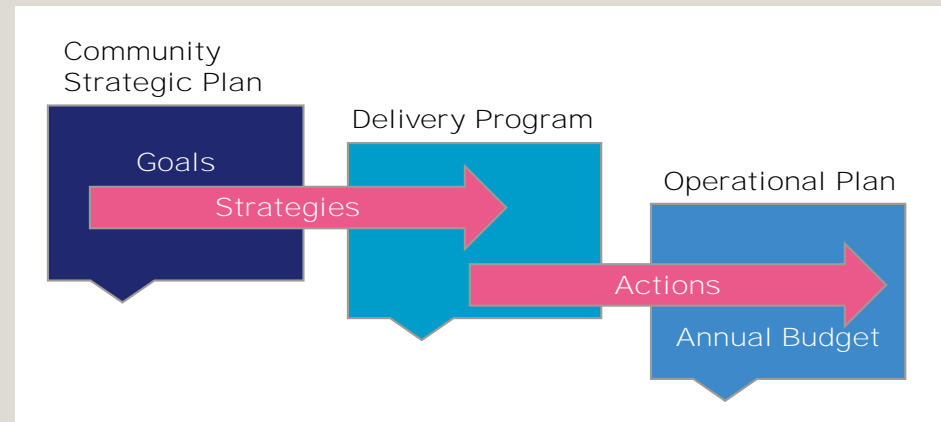 Community
Strategic Plan
Goals
Strategies
Delivery Program
Actions
Operational Plan
Annual Budget